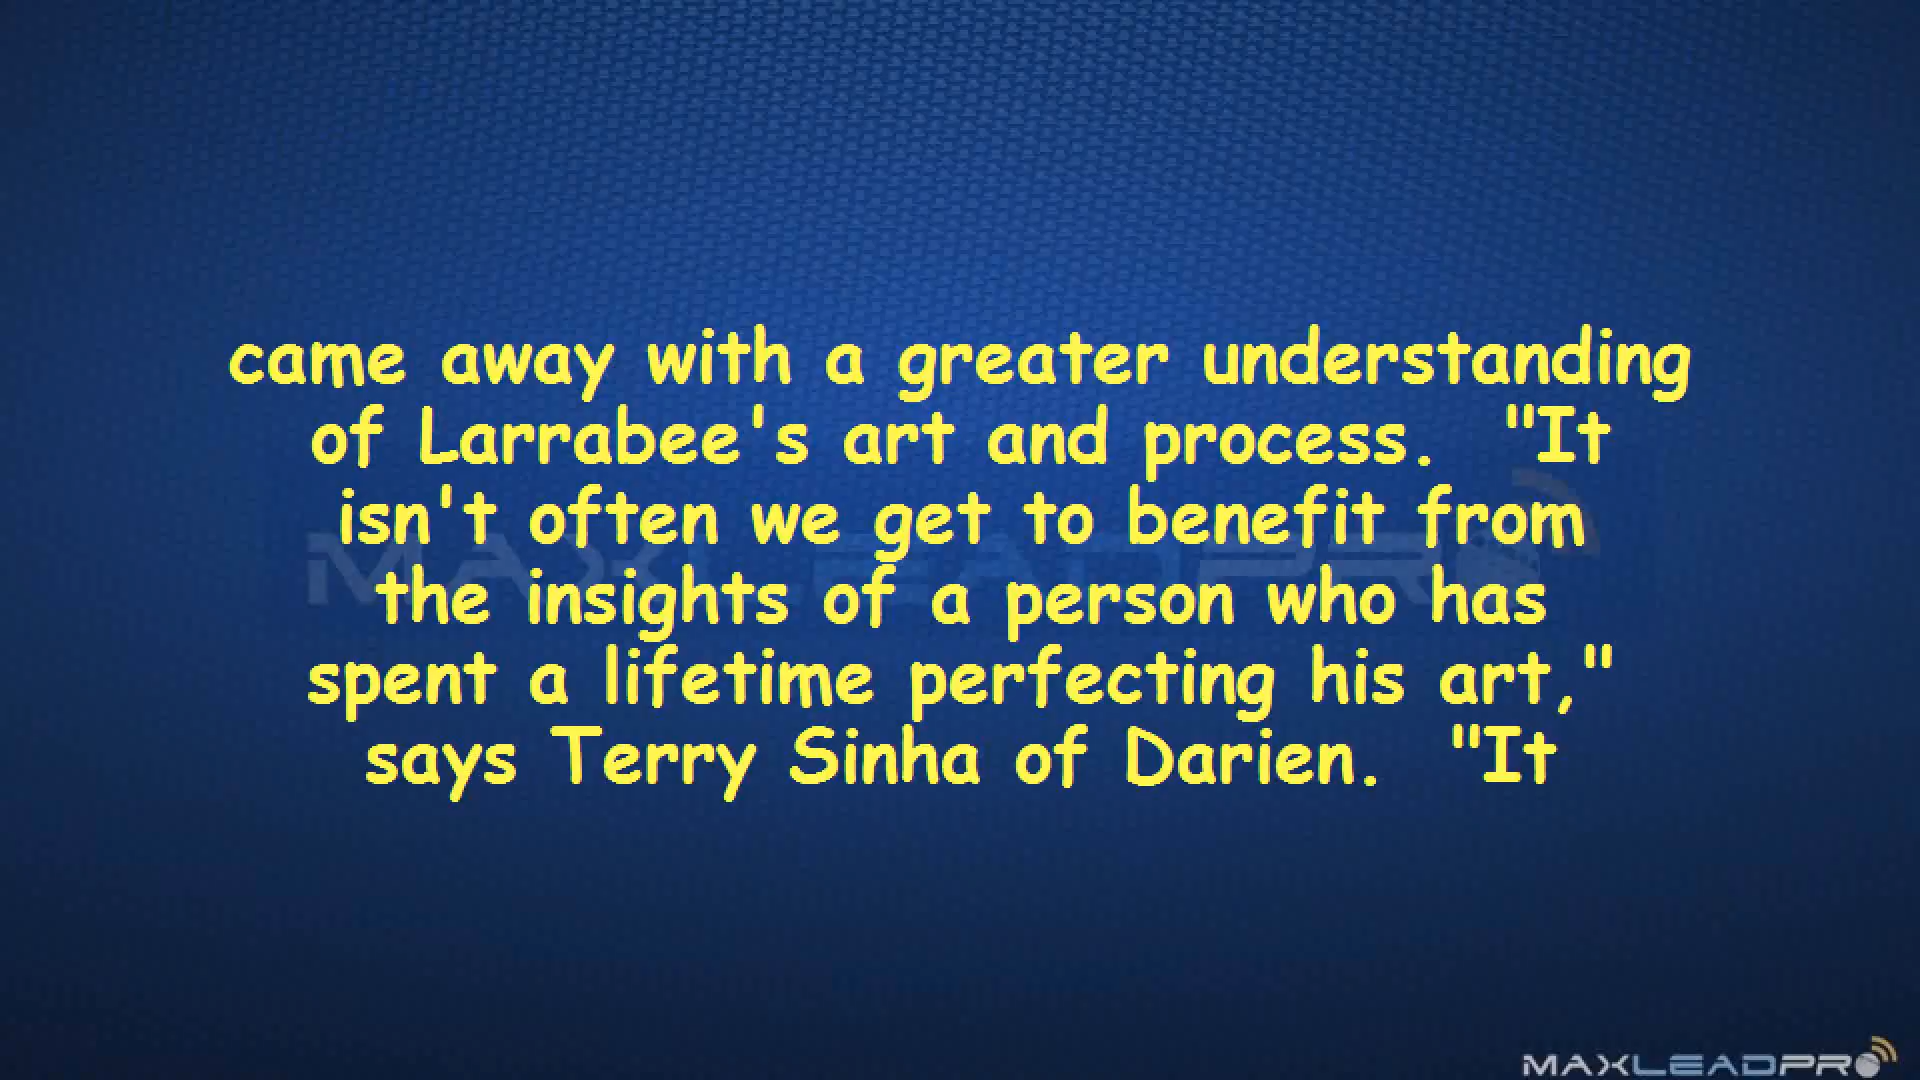 came away with a greater understanding
of Larrabee's art and process.  "It
isn't often we get to benefit from
the insights of a person who has
spent a lifetime perfecting his art,"
says Terry Sinha of Darien.  "It
MAXLEADPRO
MAXLEADPRO